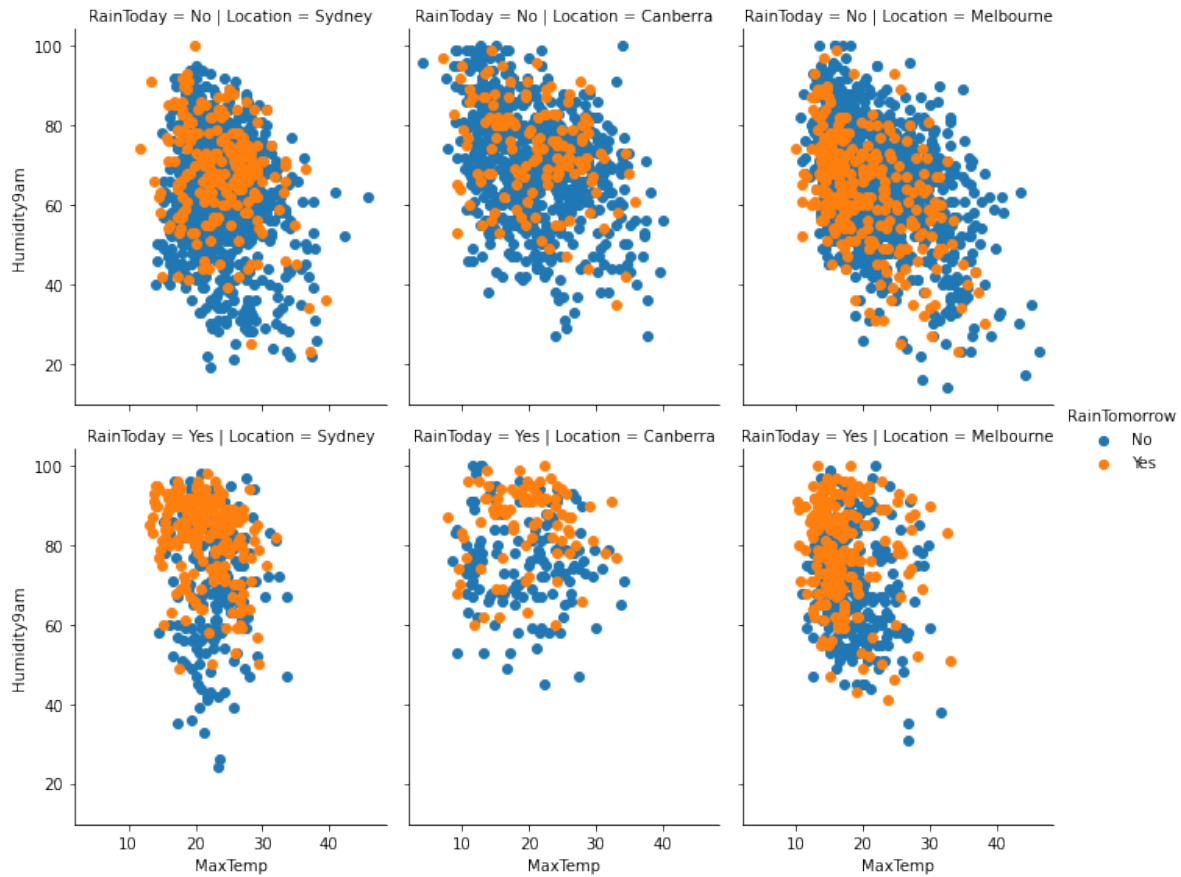 RainToday = No | Location = Sydney
RainToday = No | Location = Canberra
RainToday = No | Location = Melbourne
100
80
60
40
20
Humidity9am
RainTomorrow
No
Yes
RainToday = Yes | Location = Sydney
RainToday = Yes | Location = Canberra
RainToday = Yes | Location = Melbourne
100
80
60
40
20
Humidity9am
10 20 30 40
10 20 30 40
10 20 30 40
MaxTemp
MaxTemp
MaxTemp